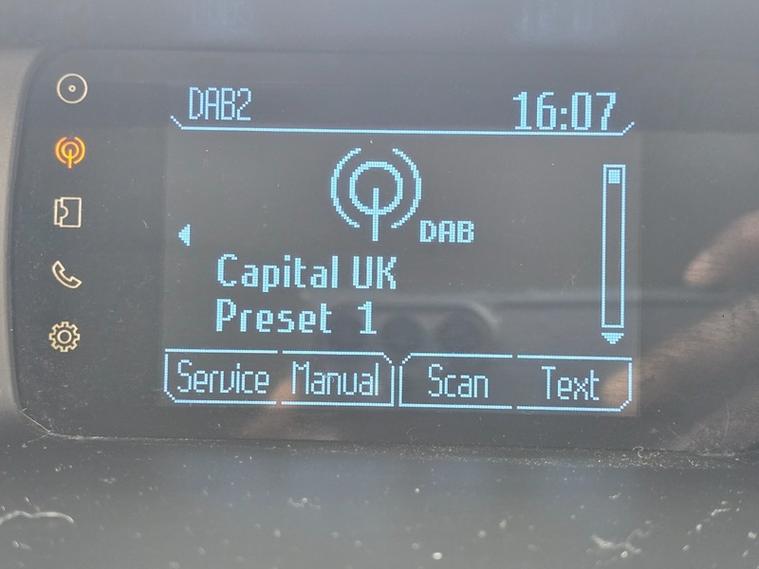 DAB2 16:07
DAB
Capital UK
Preset 1
Service Manual Scan Text